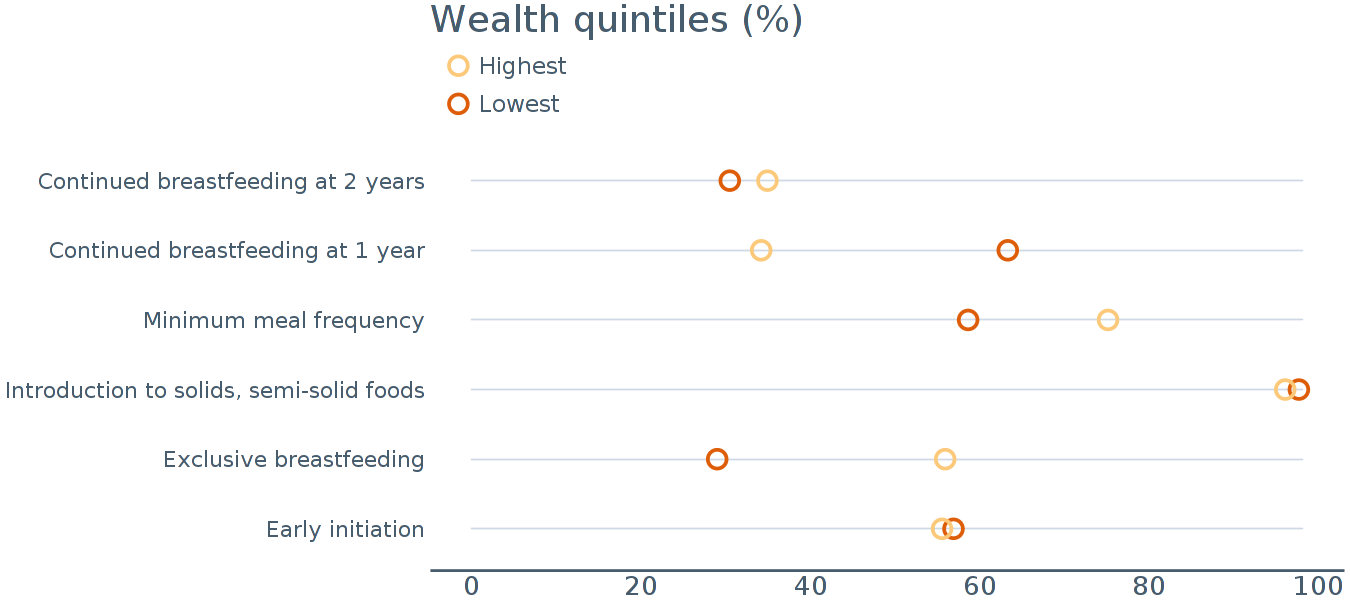 Wealth quintiles (%)
Highest
Lowest
Continued breastfeeding at 2 years
Continued breastfeeding at 1 year
Minimum meal frequency
Introduction to solids, semi-solid foods
Exclusive breastfeeding
Early initiation
0 20 40 60 80 100